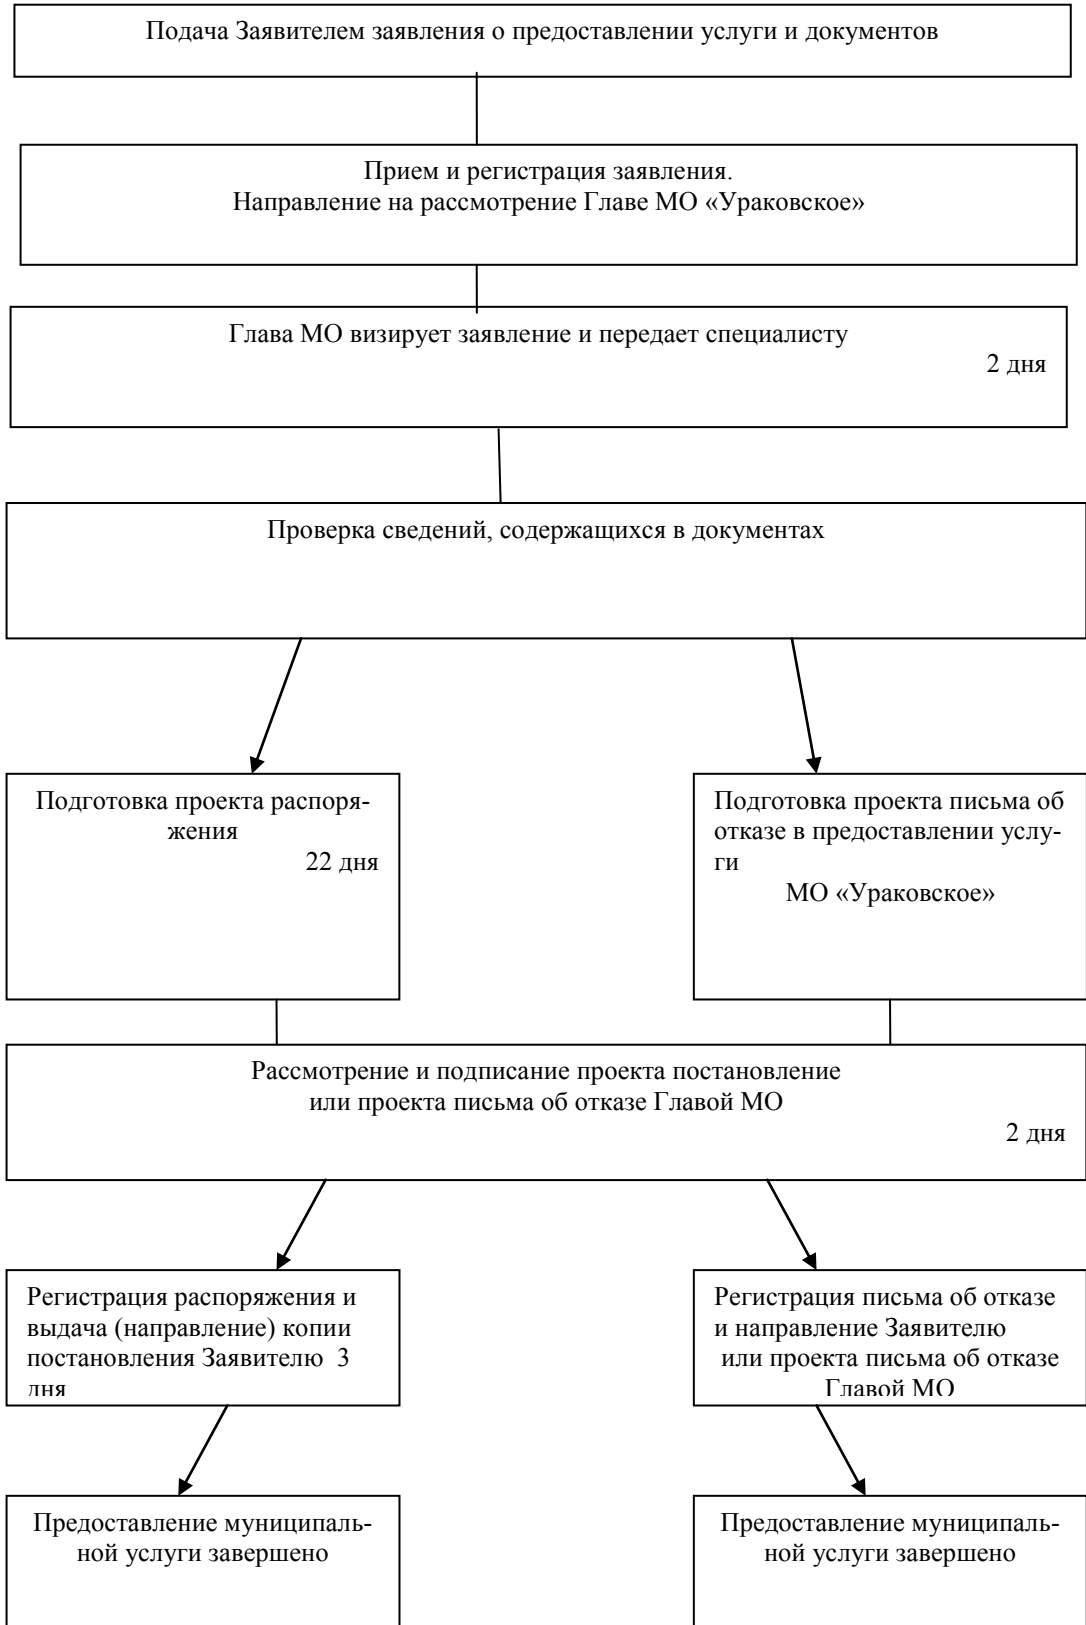 Подача Заявителем заявления о предоставлении услуги и документов
Прием и регистрация заявления.
Направление на рассмотрение Главе МО «Ураковское»
Глава МО визирует заявление и передает специалисту
2 дня
Проверка сведений, содержащихся в документах
Подготовка проекта распоря-
жения
22 дня
Подготовка проекта письма об
отказе в предоставлении услу-
ги
МО «Ураковское»
Рассмотрение и подписание проекта постановление
или проекта письма об отказе Главой МО
2 дня
Регистрация распоряжения и
выдача (направление) копии
постановления Заявителю 3
дня
Регистрация письма об отказе
и направление Заявителю
или проекта письма об отказе
Главой МО
Предоставление муниципаль-
ной услуги завершено
Предоставление муниципаль-
ной услуги завершено